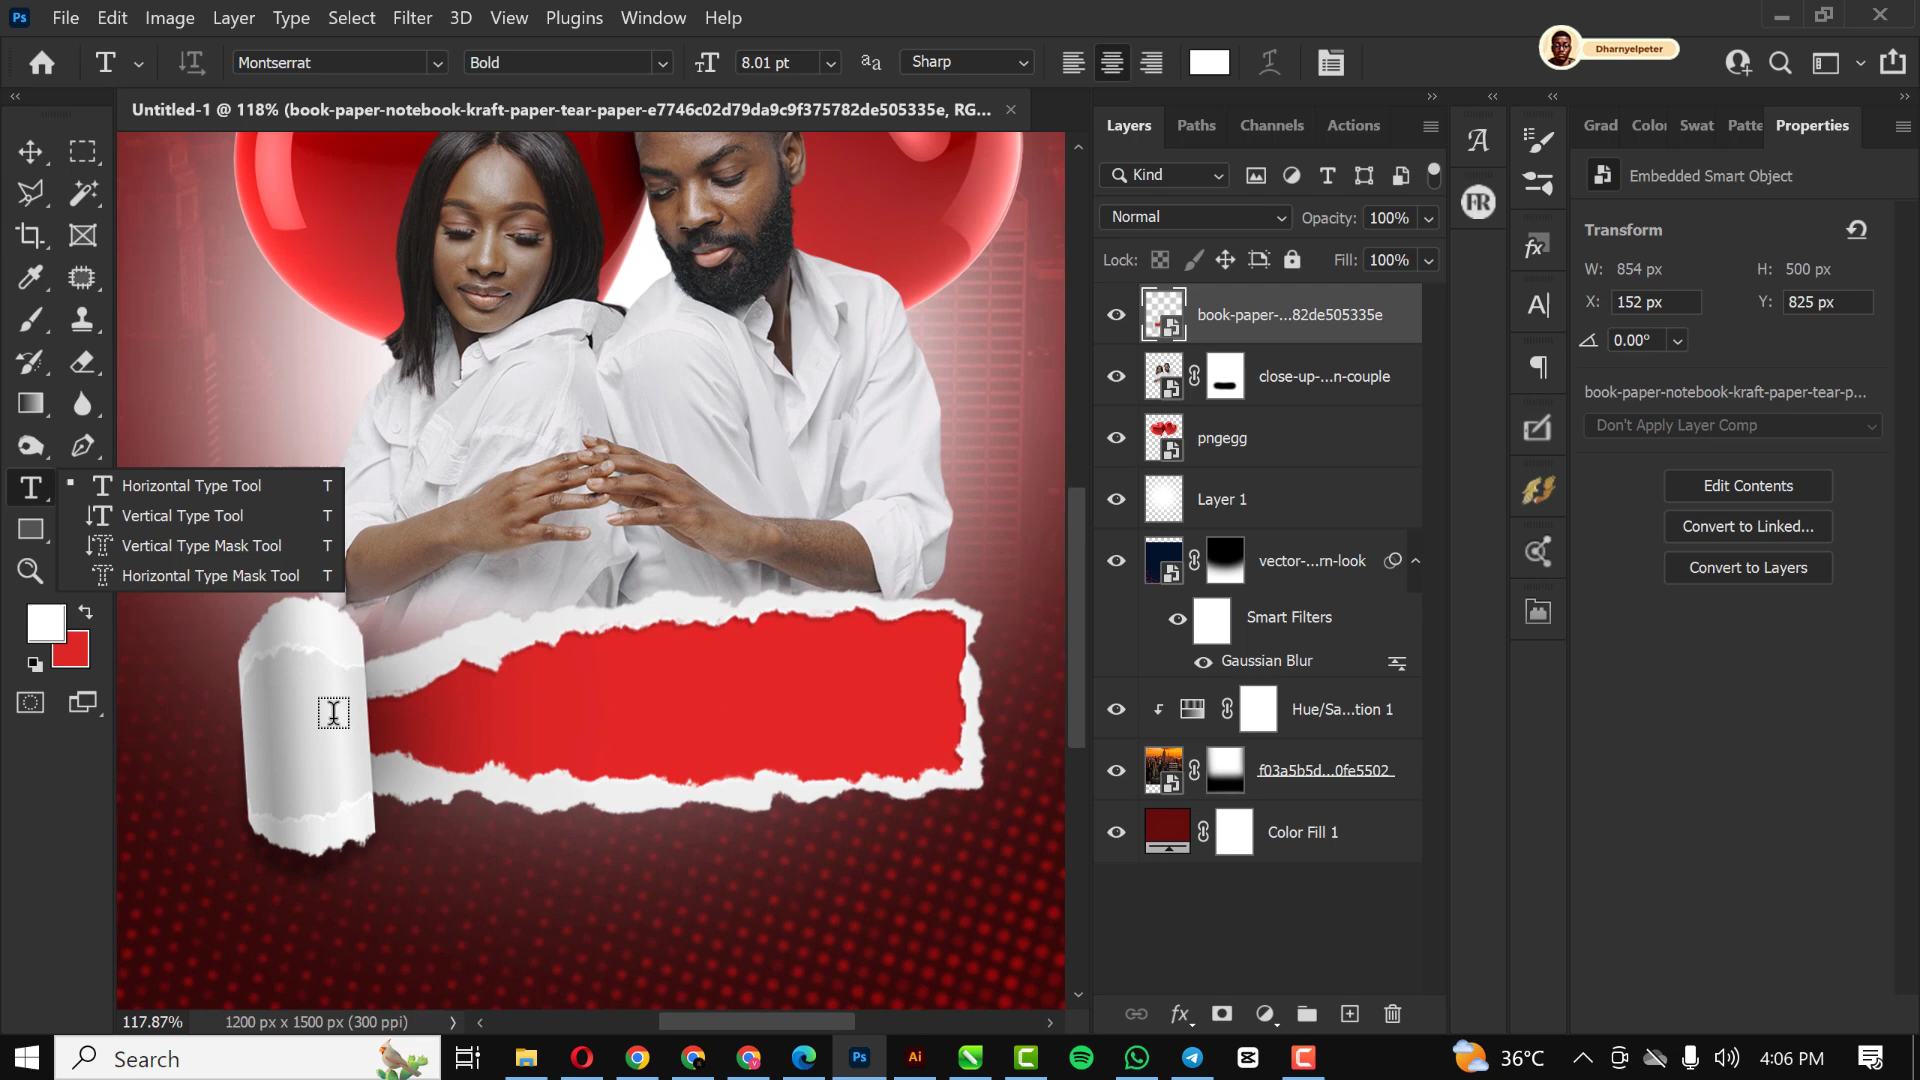 Ps File Edit Image Layer Type Select Filter 3D View Plugins Window Help
Dharnyelpeter
Montserrat Bold 8.01 pt Sharp
Untitled-1 @ 118% (book-paper-notebook-kraft-paper-tear-paper-e7746c02d79da9c9f375782de505335e, RG...
Layers Paths Channels Actions
Kind
Normal Opacity: 100%
Lock: Fill: 100%
book-paper-...82de505335e
close-up-...n-couple
pngegg
Layer 1
vector-...rn-look
Smart Filters
Gaussian Blur
Hue/Sa...tion 1
f03a5b5d...0fe5502
Color Fill 1
Grad Color Swat Patte Properties
Embedded Smart Object
Transform
W: 854 px H: 500 px
X: 152 px Y: 825 px
0.00°
book-paper-notebook-kraft-paper-tear-p...
Don't Apply Layer Comp
Edit Contents
Convert to Linked...
Convert to Layers
Horizontal Type Tool T
Vertical Type Tool T
Vertical Type Mask Tool T
Horizontal Type Mask Tool T
117.87% 1200 px x 1500 px (300 ppi)
Search
Ps Ai
36°C 4:06 PM